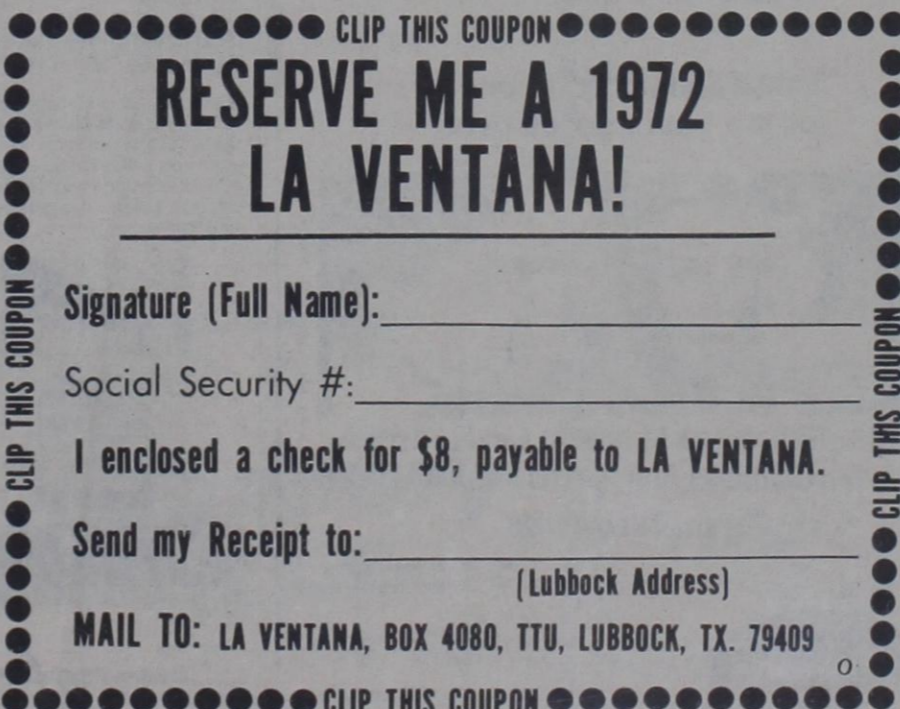 CLIP THIS COUPON
RESERVE ME A 1972
LA VENTANA!
Signature (Full Name):
Social Security #:
I enclosed a check for $8, payable to LA VENTANA.
Send my Receipt to:
(Lubbock Address)
MAIL TO: LA VENTANA, BOX 4080, TTU, LUBBOCK, TX. 79409
O
CLIP THIS COUPON
CLIP THIS COUPON
CLIP THIS COUPON